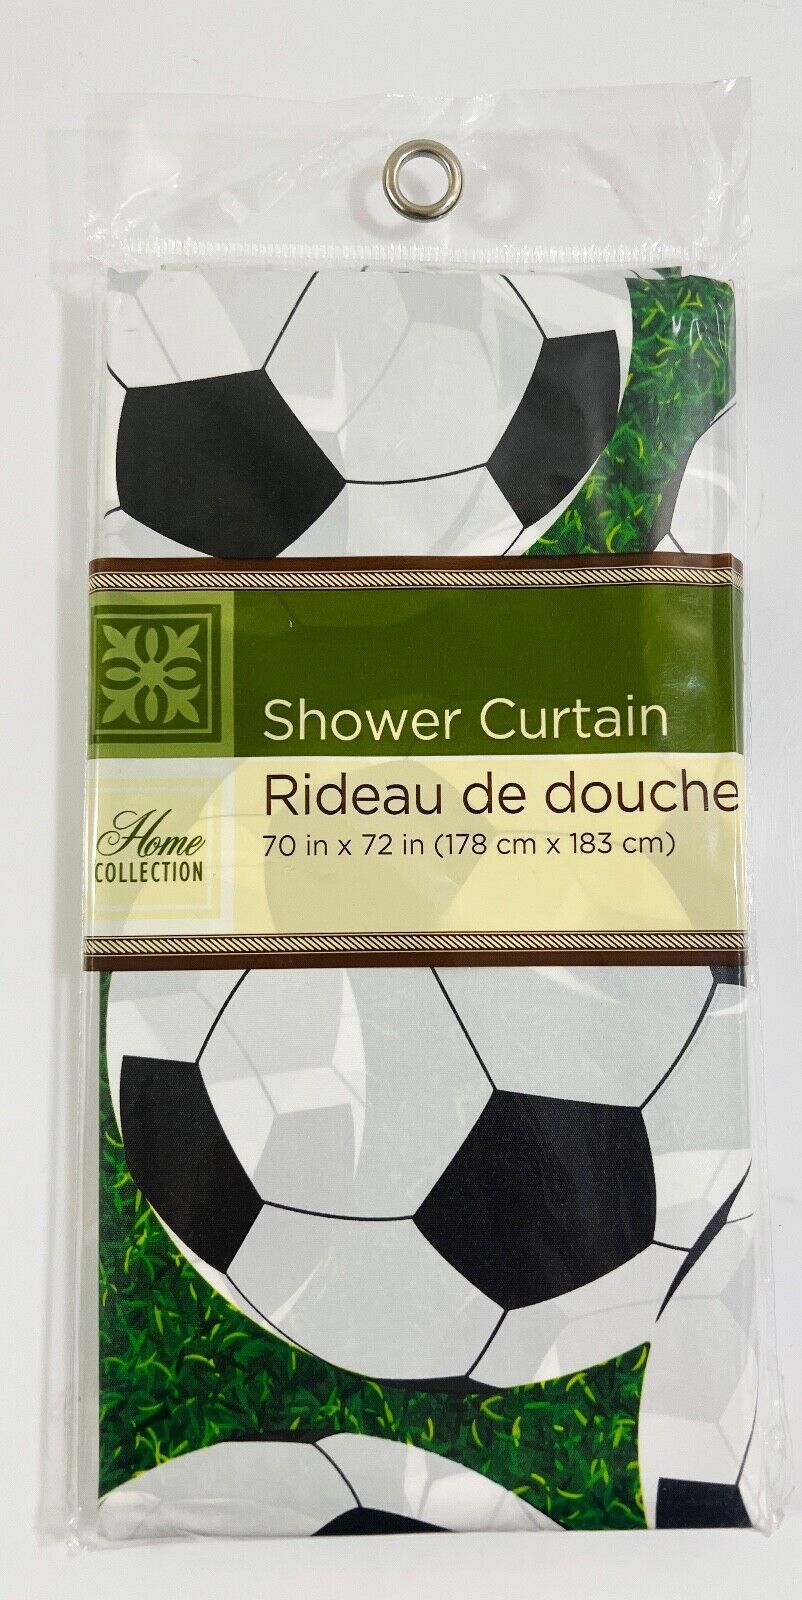 Shower Curtain
Rideau de douche
70 in x 72 in (178 cm x 183 cm)
Home
COLLECTION